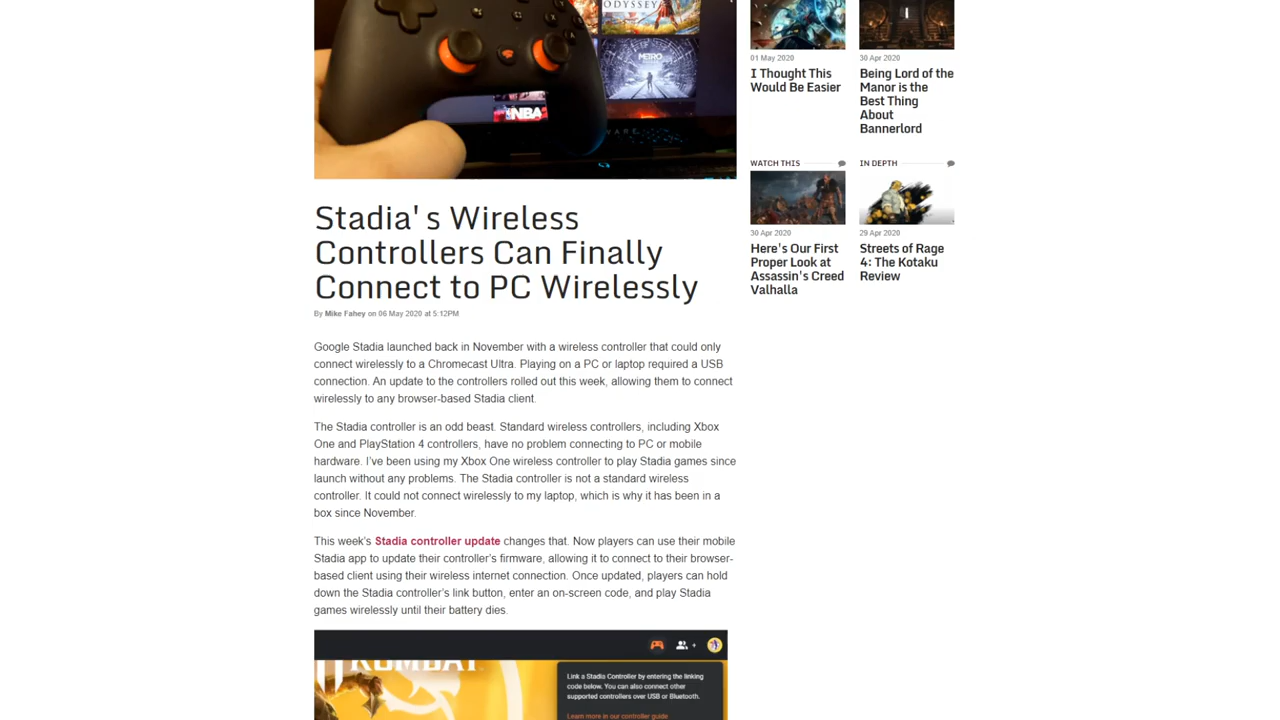 ODYSSEY
METRO
NBA
Stadia's Wireless
Controllers Can Finally
Connect to PC Wirelessly
By Mike Fahey on 06 May 2020 at 5:12PM
Google Stadia launched back in November with a wireless controller that could only
connect wirelessly to a Chromecast Ultra. Playing on a PC or laptop required a USB
connection. An update to the controllers rolled out this week, allowing them to connect
wirelessly to any browser-based Stadia client.
The Stadia controller is an odd beast. Standard wireless controllers, including Xbox
One and PlayStation 4 controllers, have no problem connecting to PC or mobile
hardware. I've been using my Xbox One wireless controller to play Stadia games since
launch without any problems. The Stadia controller is not a standard wireless
controller. It could not connect wirelessly to my laptop, which is why it has been in a
box since November.
This week's Stadia controller update changes that. Now players can use their mobile
Stadia app to update their controller's firmware, allowing it to connect to their browser-
based client using their wireless internet connection. Once updated, players can hold
down the Stadia controller's link button, enter an on-screen code, and play Stadia
games wirelessly until their battery dies.
KOMBAT
Link a Stadia Controller by entering the linking
code below. You can also connect other
supported controllers over USB or Bluetooth.
Learn more in our controller guide
01 May 2020
I Thought This
Would Be Easier
30 Apr 2020
Being Lord of the
Manor is the
Best Thing
About
Bannerlord
WATCH THIS
30 Apr 2020
Here's Our First
Proper Look at
Assassin's Creed
Valhalla
IN DEPTH
29 Apr 2020
Streets of Rage
4: The Kotaku
Review